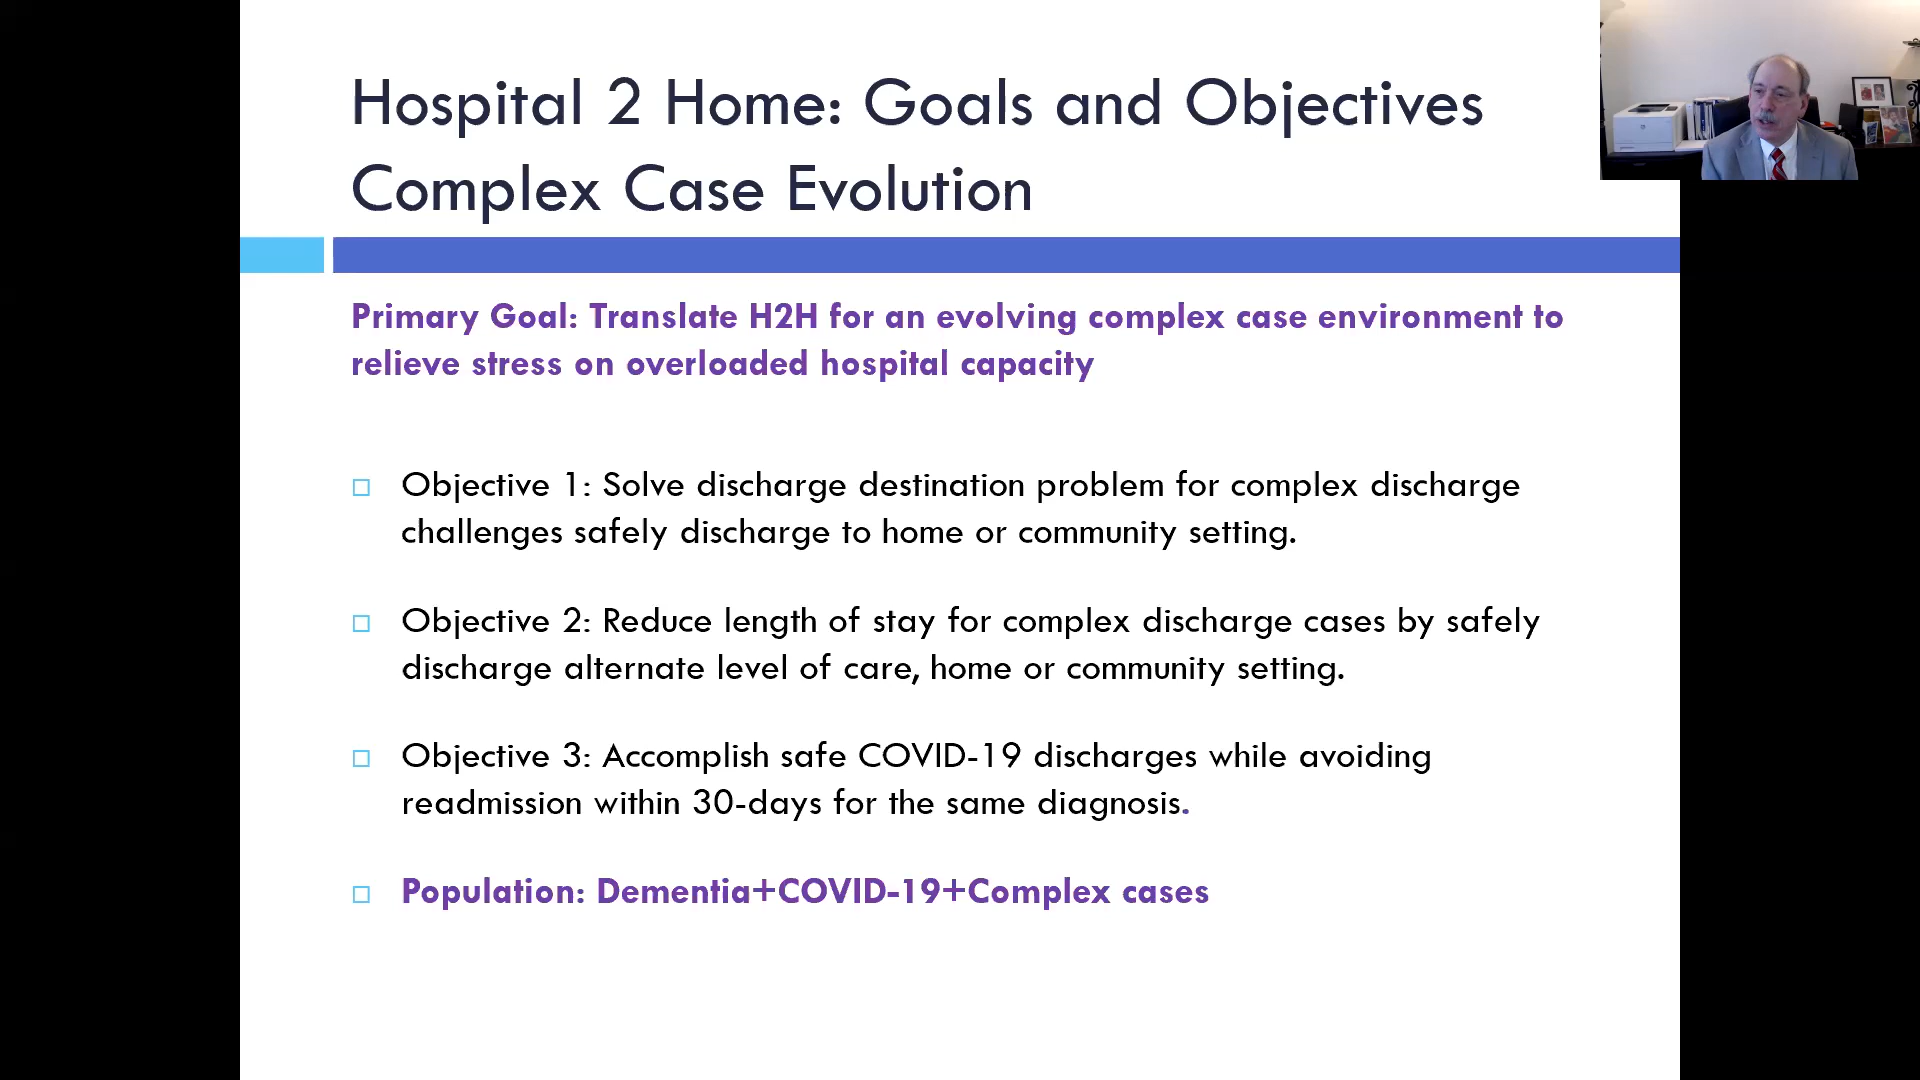 Hospital 2 Home: Goals and Objectives
Complex Case Evolution
Primary Goal: Translate H2H for an evolving complex case environment to
relieve stress on overloaded hospital capacity
Objective 1: Solve discharge destination problem for complex discharge
challenges safely discharge to home or community setting.
Objective 2: Reduce length of stay for complex discharge cases by safely
discharge alternate level of care, home or community setting.
Objective 3: Accomplish safe COVID-19 discharges while avoiding
readmission within 30-days for the same diagnosis.
Population: Dementia+COVID-19+Complex cases